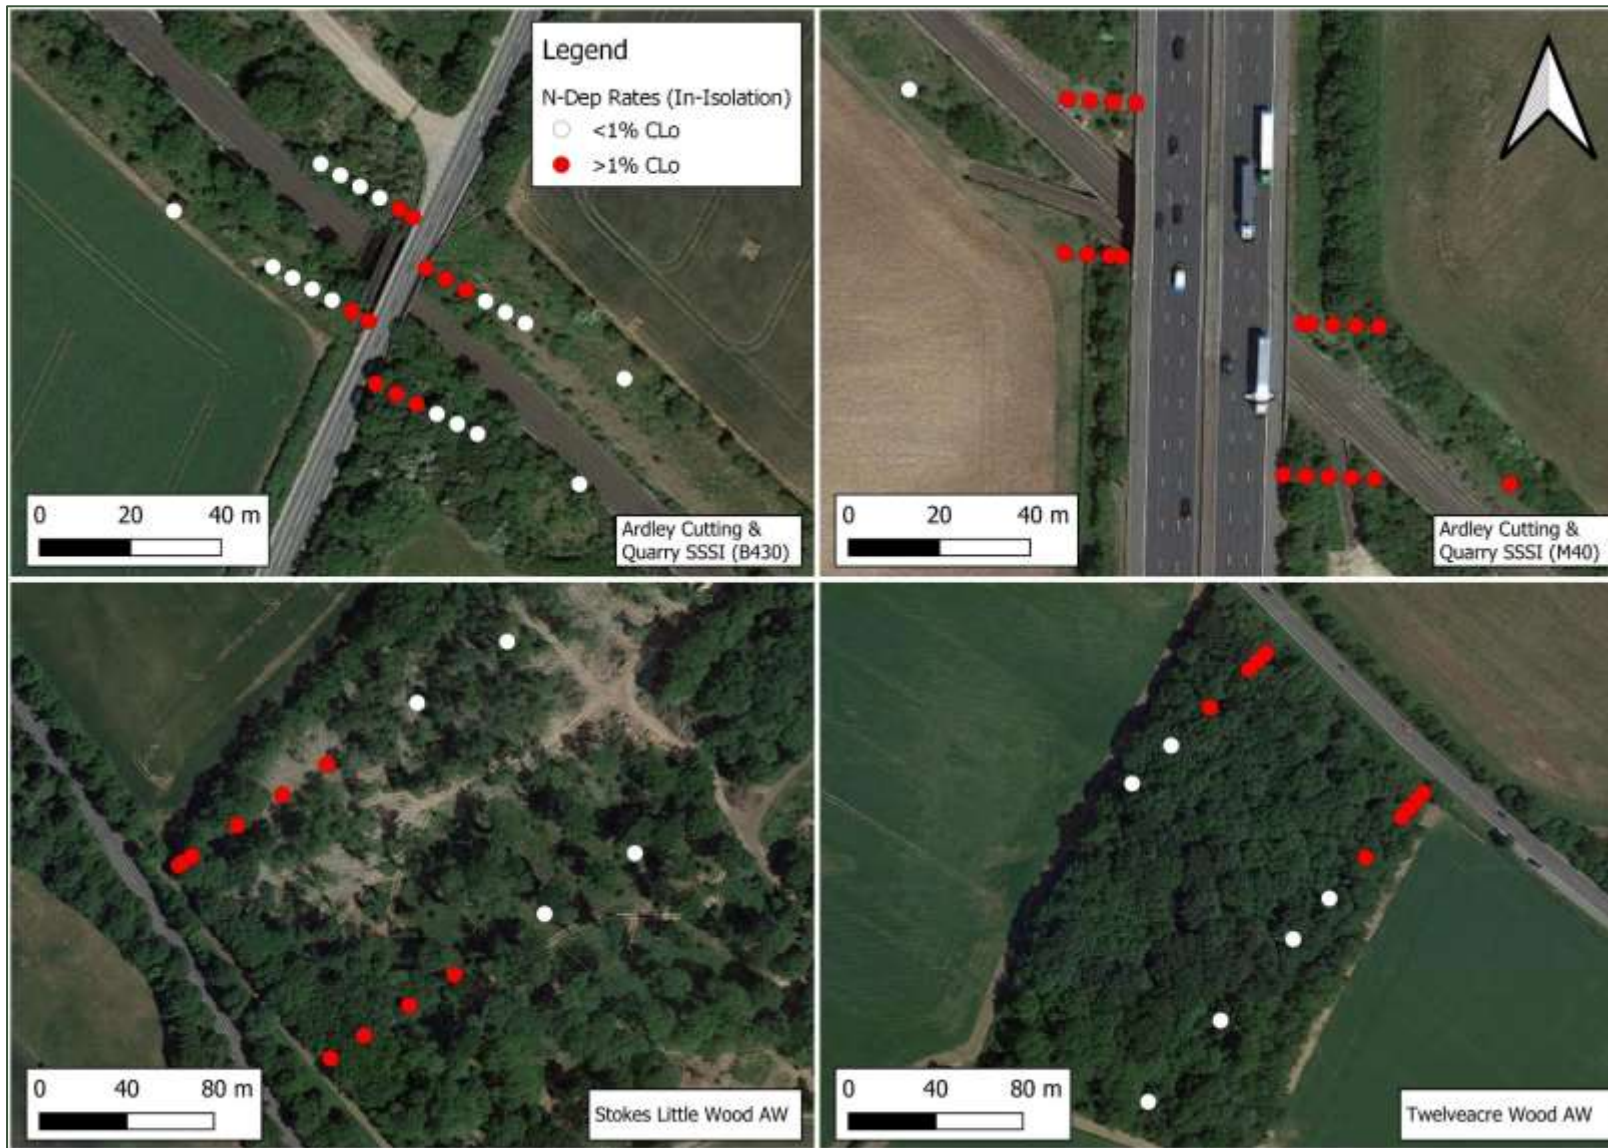 Legend
N-Dep Rates (In-Isolation)
<1% CLo
>1% CLo
0 20 40 m
Ardley Cutting &
Quarry SSSI (B430)
0 20 40 m
Ardley Cutting &
Quarry SSSI (M40)
0 40 80 m
Stokes Little Wood AW
0 40 80 m
Twelveacre Wood AW